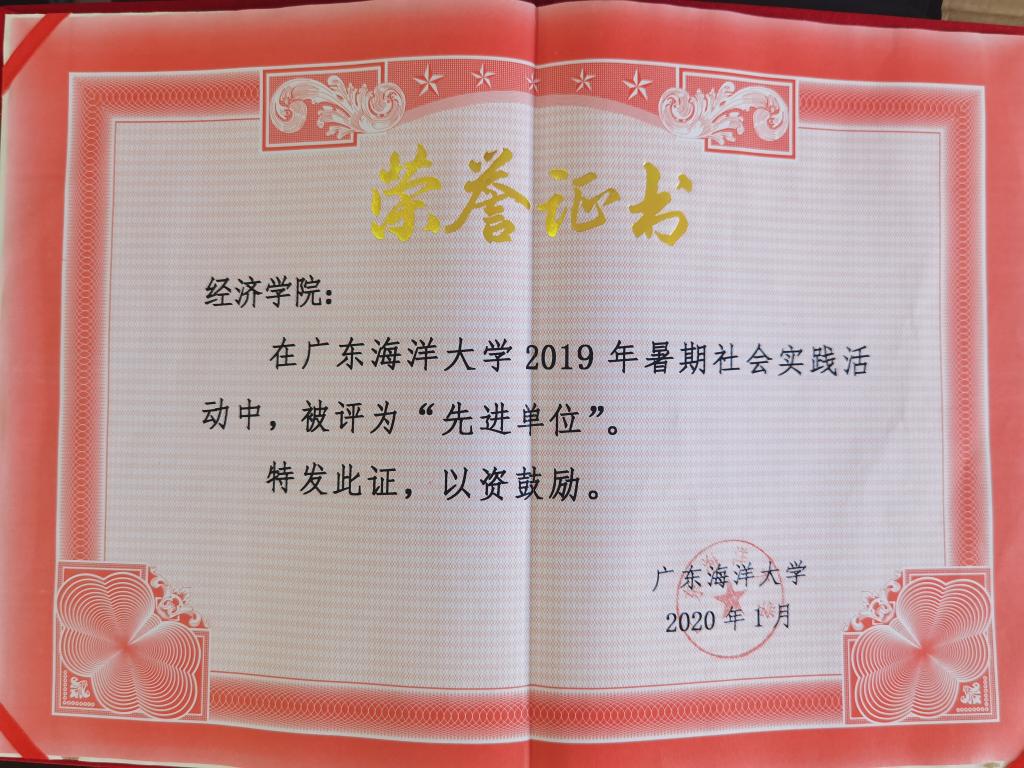 荣誉证书
经济学院:
在广东海洋大学2019年暑期社会实践活
动中,被评为“先进单位”。
特发此证,以资鼓励。
广东海洋大学
2020年1月